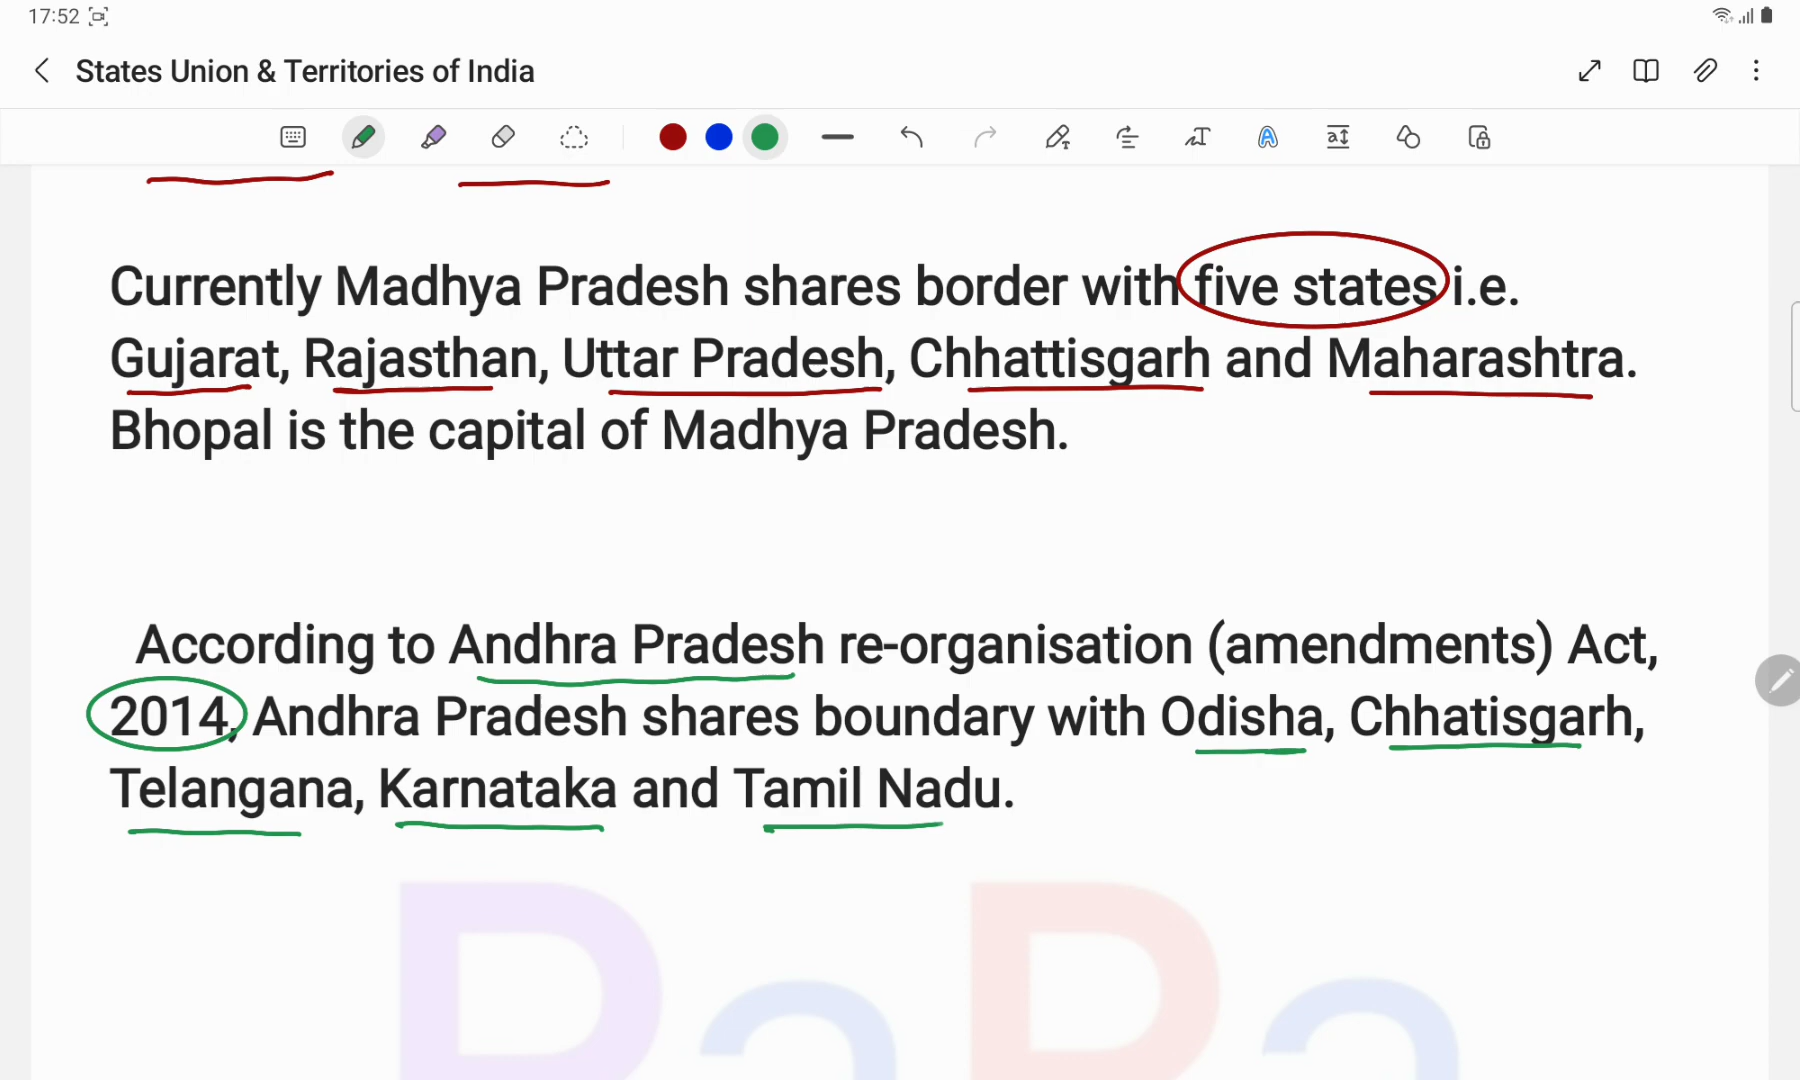 17:52
States Union & Territories of India
Currently Madhya Pradesh shares border with five states i.e.
Gujarat, Rajasthan, Uttar Pradesh, Chhattisgarh and Maharashtra.
Bhopal is the capital of Madhya Pradesh.
According to Andhra Pradesh re-organisation (amendments) Act,
2014, Andhra Pradesh shares boundary with Odisha, Chhatisgarh,
Telangana, Karnataka and Tamil Nadu.